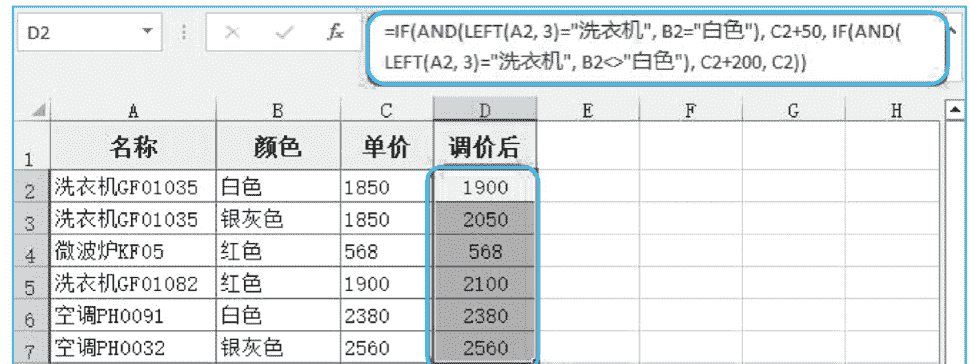 D2 fx =IF(AND(LEFT(A2, 3)="洗衣机", B2="白色"), C2+50, IF(AND(
LEFT(A2, 3)="洗衣机", B2<>"白色"), C2+200, C2))
A B C D E F G H
1 名称 颜色 单价 调价后
2 洗衣机GF01035 白色 1850 1900
3 洗衣机GF01035 银灰色 1850 2050
4 微波炉KF05 红色 568 568
5 洗衣机GF01082 红色 1900 2100
6 空调PH0091 白色 2380 2380
7 空调PH0032 银灰色 2560 2560